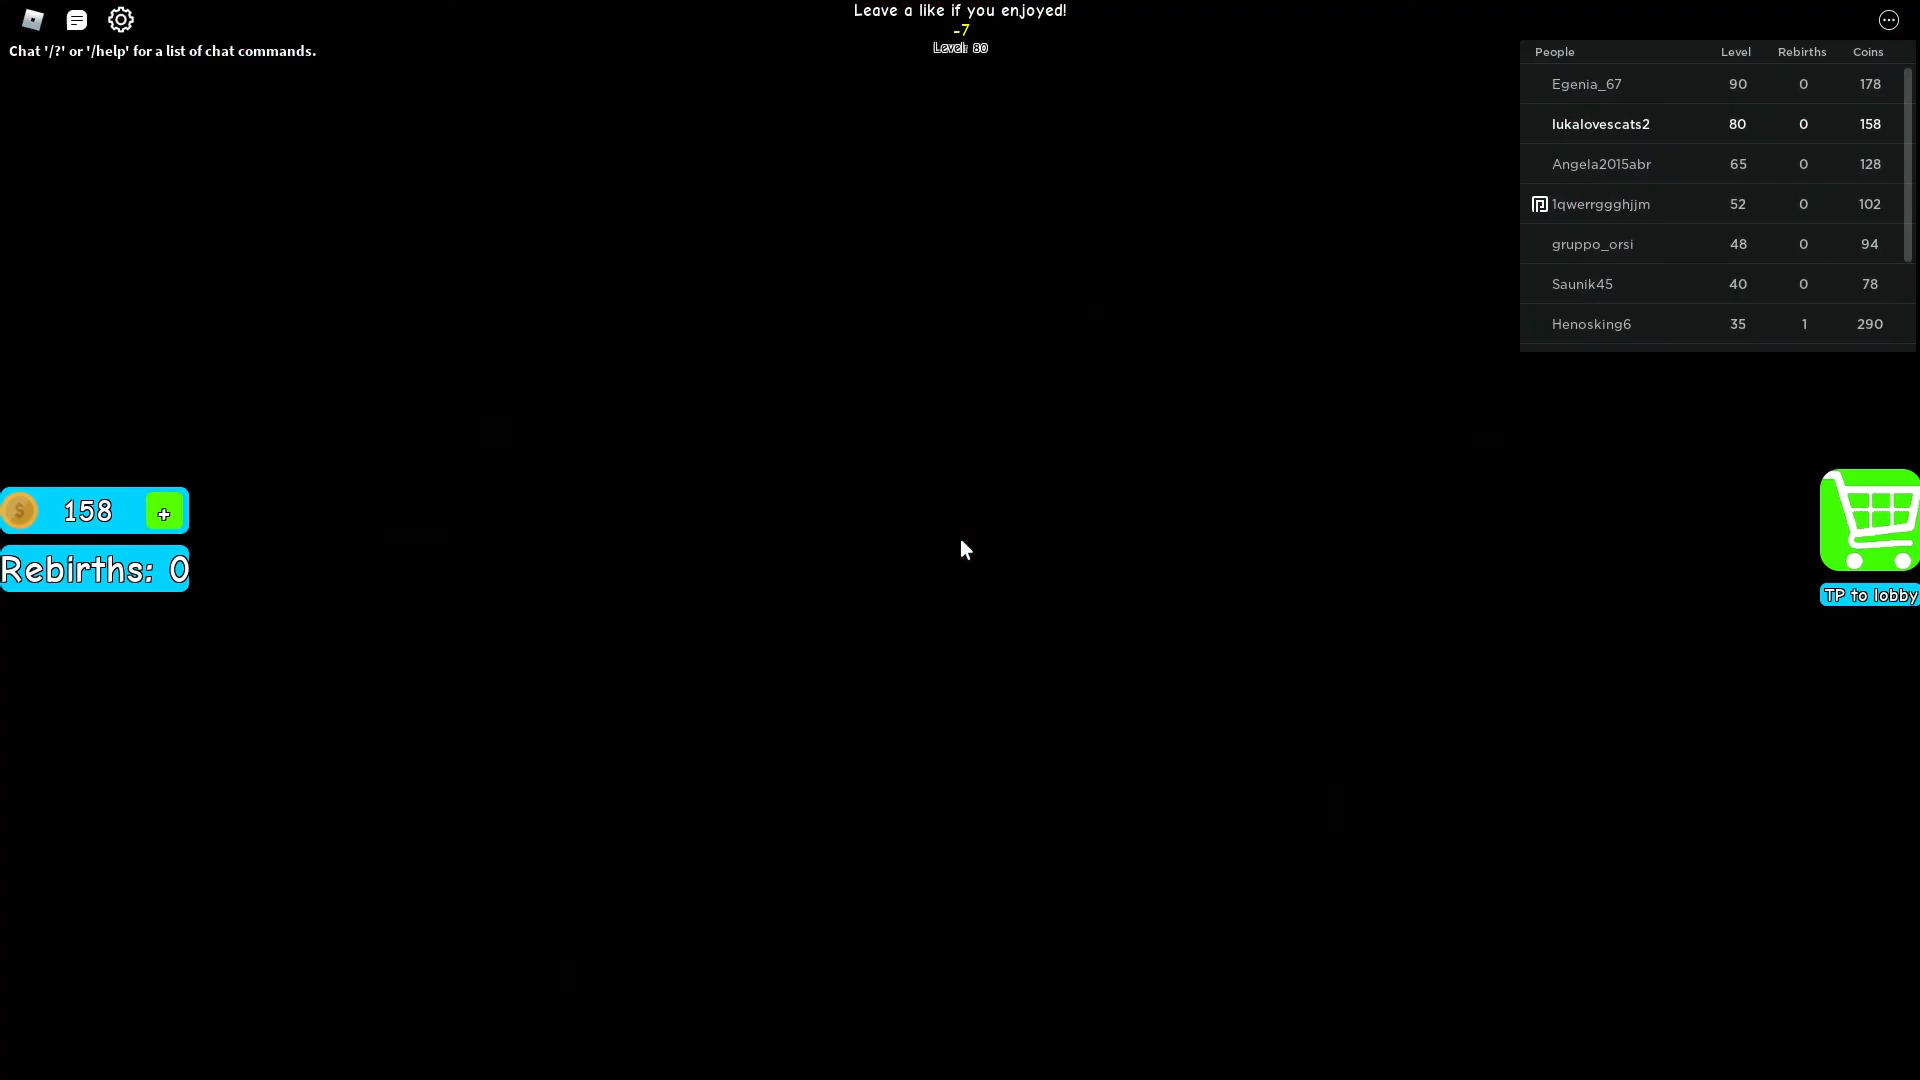 Leave a like if you enjoyed!
-7
Level: 80
Chat '/?' or '/help' for a list of chat commands.
People Level Rebirths Coins
Egenia_67 90 0 178
lukalovescats2 80 0 158
Angela2015abr 65 0 128
1qwerrggghjjm 52 0 102
gruppo_orsi 48 0 94
Saunik45 40 0 78
Henosking6 35 1 290
158 +
Rebirths: 0
TP to lobby